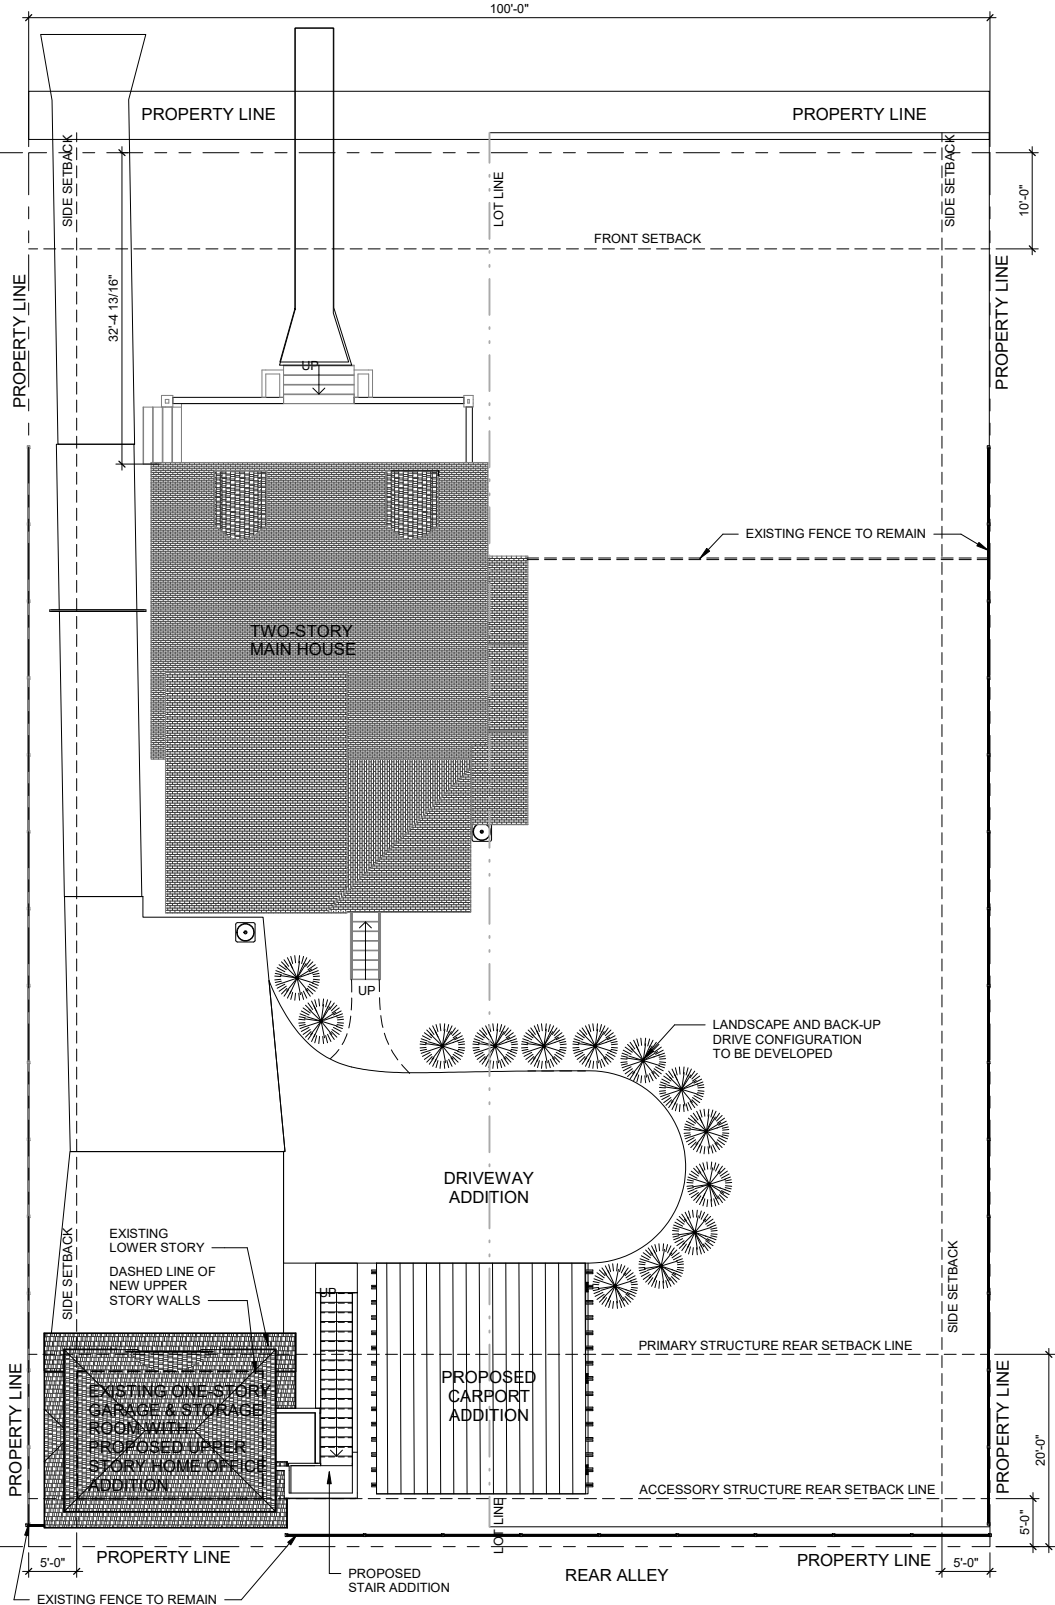 100'-0"
PROPERTY LINE
PROPERTY LINE
SIDE SETBACK
LOT LINE
SIDE SETBACK
10'-0"
FRONT SETBACK
PROPERTY LINE
32'-4 13/16"
PROPERTY LINE
UP
EXISTING FENCE TO REMAIN
TWO-STORY
MAIN HOUSE
UP
LANDSCAPE AND BACK-UP
DRIVE CONFIGURATION
TO BE DEVELOPED
DRIVEWAY
ADDITION
EXISTING
LOWER STORY
DASHED LINE OF
NEW UPPER
STORY WALLS
SIDE SETBACK
SIDE SETBACK
UP
PRIMARY STRUCTURE REAR SETBACK LINE
PROPOSED
CARPORT
ADDITION
EXISTING ONE-STORY
GARAGE & STORAGE
ROOM WITH
PROPOSED UPPER
STORY HOME OFFICE
ADDITION
PROPERTY LINE
PROPERTY LINE
20'-0"
ACCESSORY STRUCTURE REAR SETBACK LINE
5'-0"
LOT LINE
5'-0"
PROPERTY LINE
PROPOSED
STAIR ADDITION
REAR ALLEY
PROPERTY LINE
5'-0"
EXISTING FENCE TO REMAIN